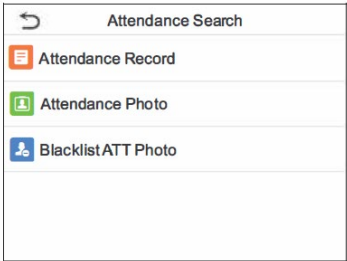 Attendance Search
Attendance Record
Attendance Photo
Blacklist ATT Photo